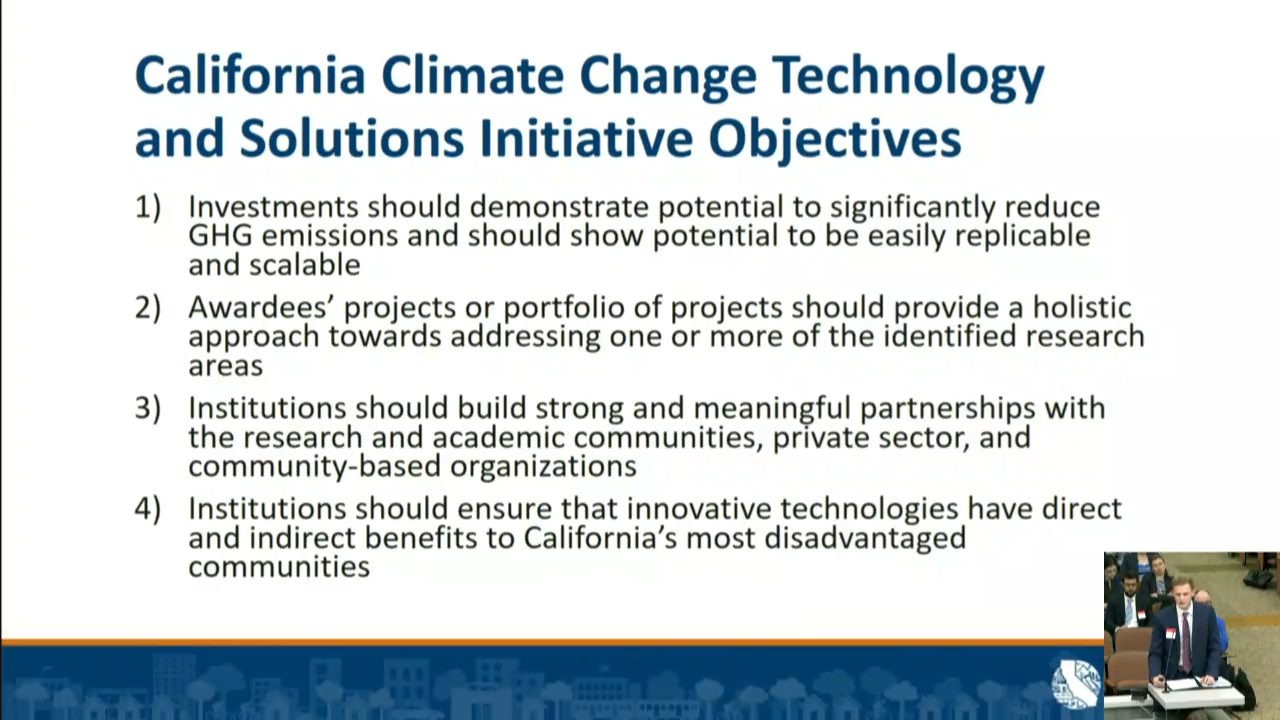 California Climate Change Technology
and Solutions Initiative Objectives
1) Investments should demonstrate potential to significantly reduce
GHG emissions and should show potential to be easily replicable
and scalable
2) Awardees’ projects or portfolio of projects should provide a holistic
approach towards addressing one or more of the identified research
areas
3) Institutions should build strong and meaningful partnerships with
the research and academic communities, private sector, and
community-based organizations
4) Institutions should ensure that innovative technologies have direct
and indirect benefits to California’s most disadvantaged
communities